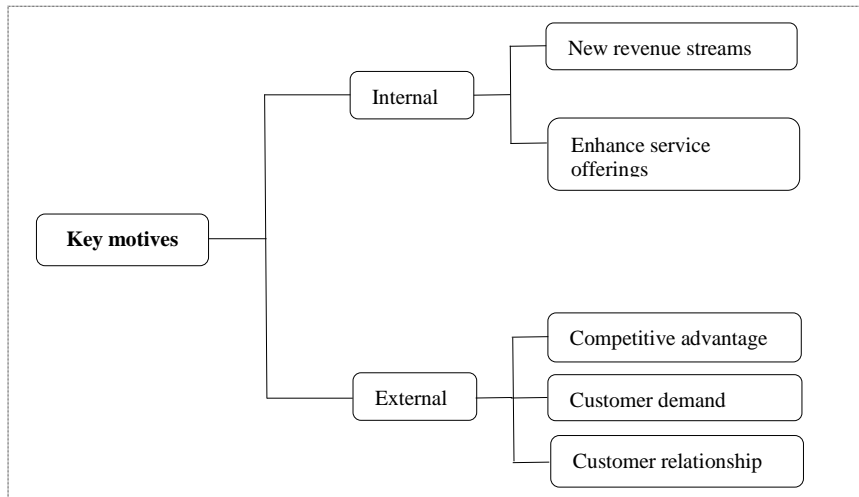 New revenue streams
Internal
Enhance service
offerings
Key motives
Competitive advantage
External
Customer demand
Customer relationship